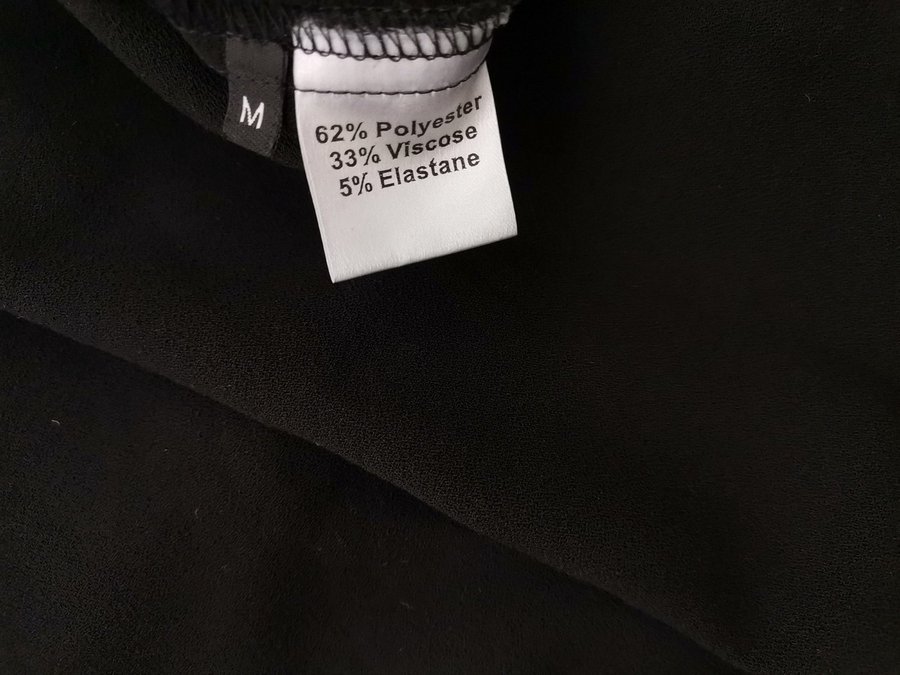 M
62% Polyester
33% Viscose
5% Elastane